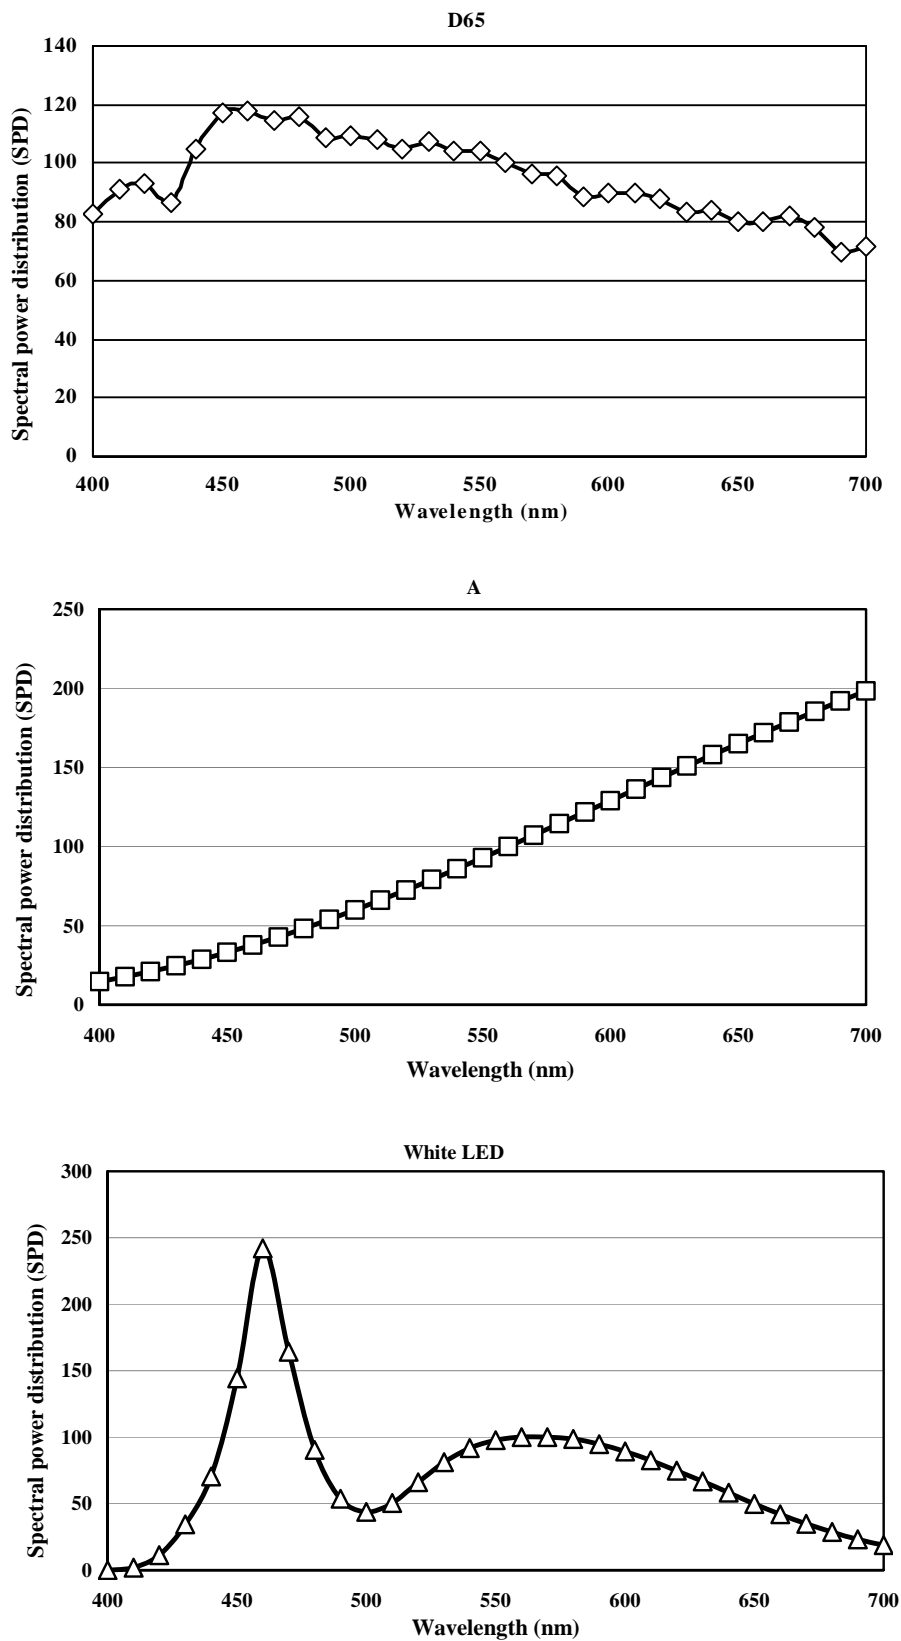 D65
140
120
100
80
60
40
20
0
Spectral power distribution (SPD)
400 450 500 550 600 650 700
Wavelength (nm)
A
250
200
150
100
50
0
Spectral power distribution (SPD)
400 450 500 550 600 650 700
Wavelength (nm)
White LED
300
250
200
150
100
50
0
Spectral power distribution (SPD)
400 450 500 550 600 650 700
Wavelength (nm)